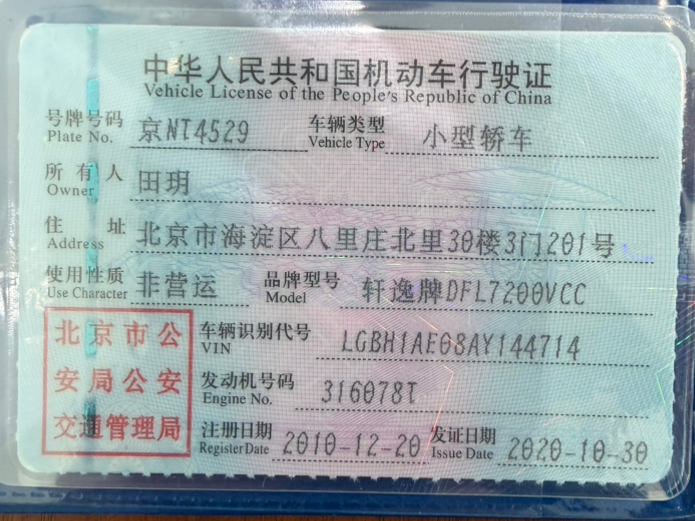 中华人民共和国机动车行驶证
Vehicle License of the People's Republic of China
号牌号码 京NT4529 车辆类型 小型轿车
Plate No. Vehicle Type
所有人 田玥
Owner
住址 北京市海淀区八里庄北里30楼3门201号
Address
使用性质 非营运 品牌型号 轩逸牌DFL7200VCC
Use Character Model
北京市公
安局公安
交通管理局
车辆识别代号 LGBH1AE08AY144714
VIN
发动机号码 316078T
Engine No.
注册日期 2010-12-20 发证日期 2020-10-30
Register Date Issue Date